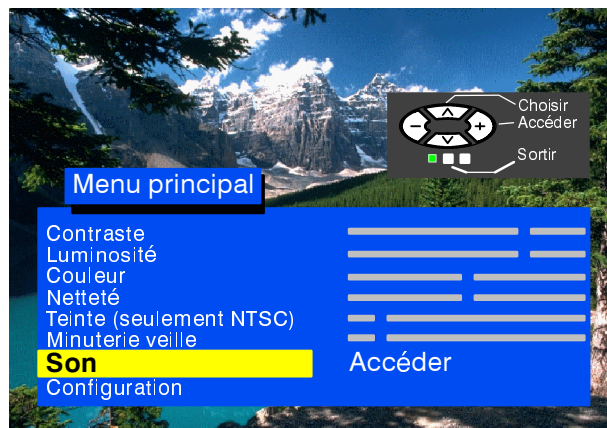 Choisir
Accéder
Sortir
Menu principal
Contraste
Luminosité
Couleur
Netteté
Teinte (seulement NTSC)
Minuterie veille
Son Accéder
Configuration